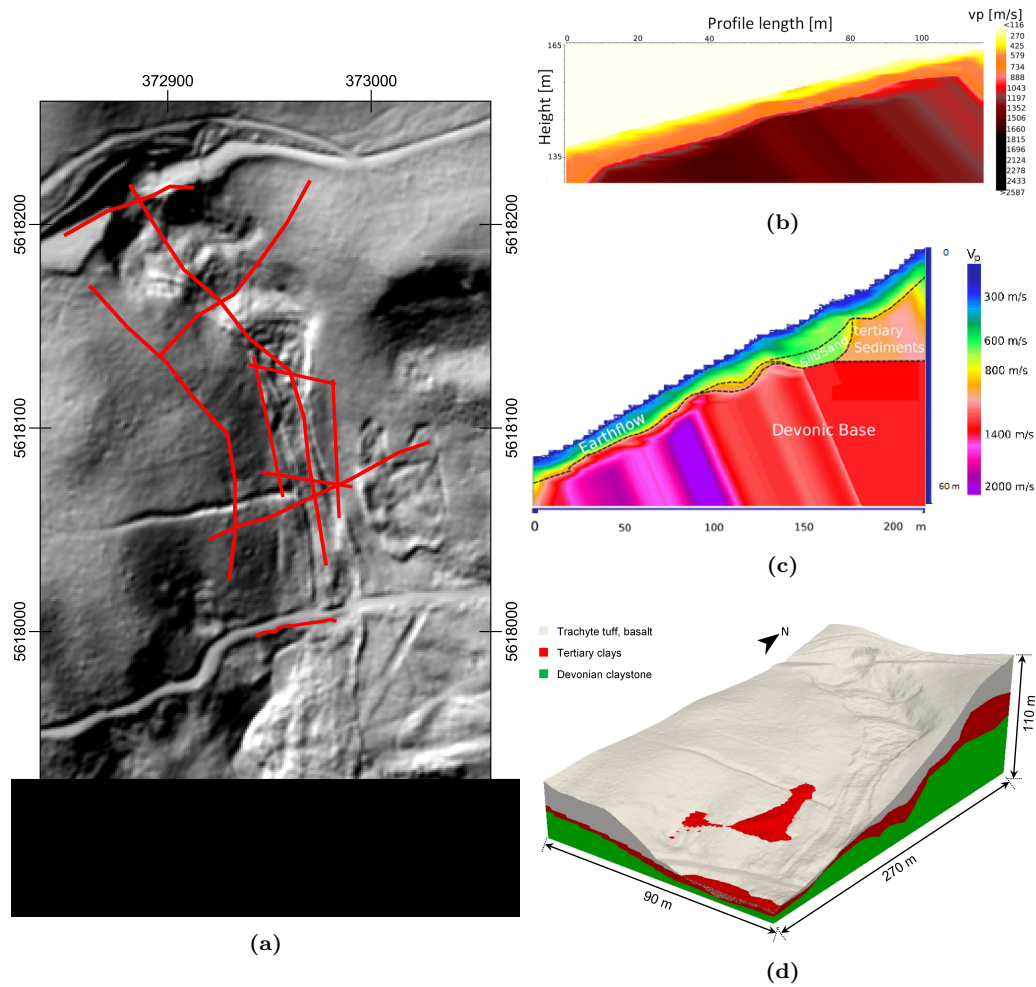 372900
373000
5618200
5618200
5618100
5618100
5618000
5618000
(a)
Profile length [m]
vp [m/s]
0
20
40
60
80
100
165
135
Height [m]
<116
270
425
579
734
888
1043
1197
1352
1506
1661
1815
1696
2124
2278
2433
>2587
(b)
Earthflow
Silt/Sand
tertiary
Sediments
Devonic Base
0
60 m
0
50
100
150
200
m
Vp
300 m/s
600 m/s
800 m/s
1400 m/s
2000 m/s
(c)
Trachyte tuff, basalt
Tertiary clays
Devonian claystone
N
110 m
270 m
90 m
(d)